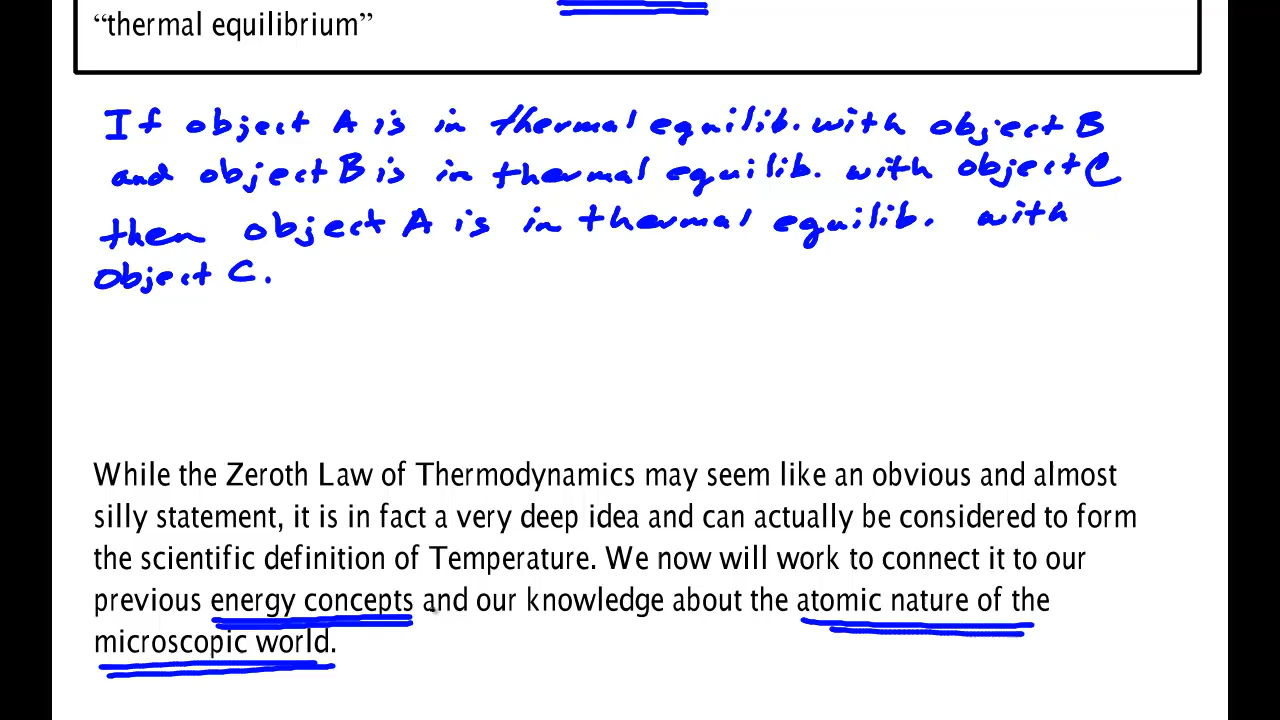 “thermal equilibrium”
If object A is in thermal equilib. with object B
and object B is in thermal equilib. with object C
then object A is in thermal equilib. with
object C.
While the Zeroth Law of Thermodynamics may seem like an obvious and almost
silly statement, it is in fact a very deep idea and can actually be considered to form
the scientific definition of Temperature. We now will work to connect it to our
previous energy concepts and our knowledge about the atomic nature of the
microscopic world.